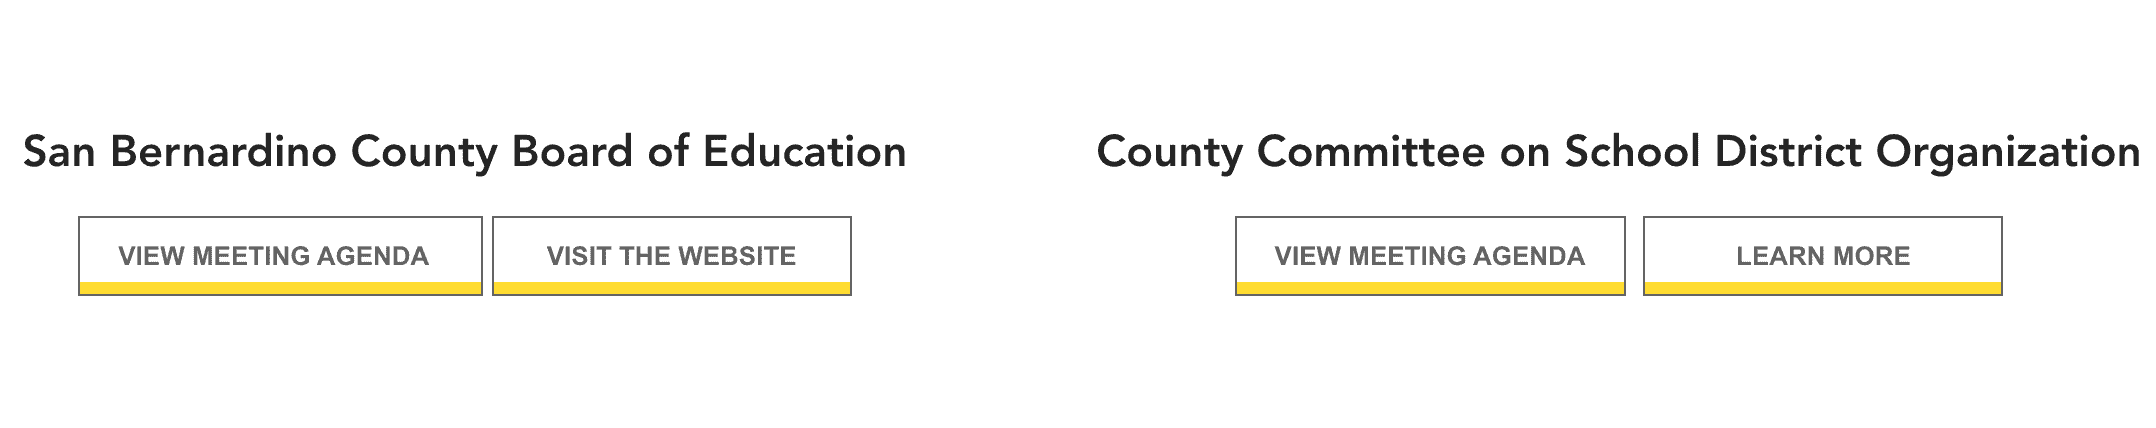 San Bernardino County Board of Education
VIEW MEETING AGENDA
VISIT THE WEBSITE
County Committee on School District Organization
VIEW MEETING AGENDA
LEARN MORE